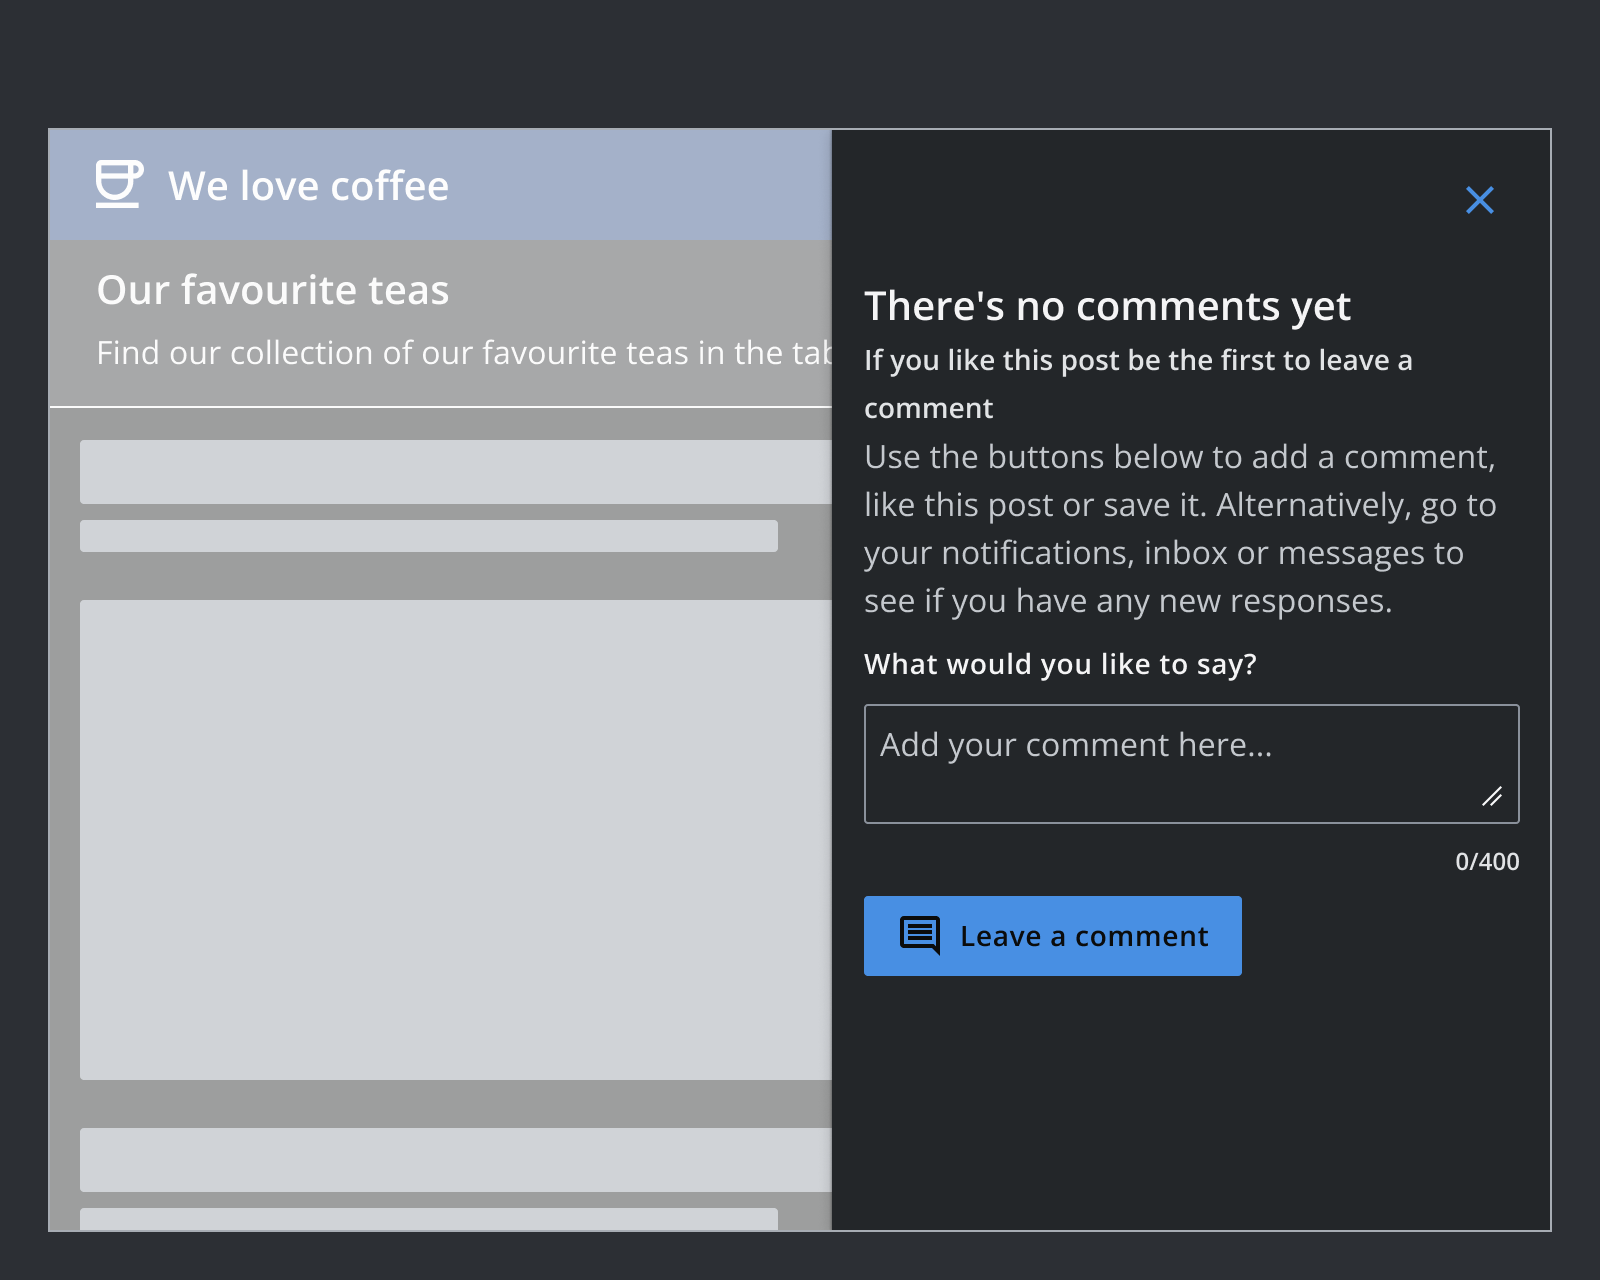 We love coffee
Our favourite teas
Find our collection of our favourite teas in the
There's no comments yet
If you like this post be the first to leave a
comment
Use the buttons below to add a comment,
like this post or save it. Alternatively, go to
your notifications, inbox or messages to
see if you have any new responses.
What would you like to say?
Add your comment here...
0/400
Leave a comment